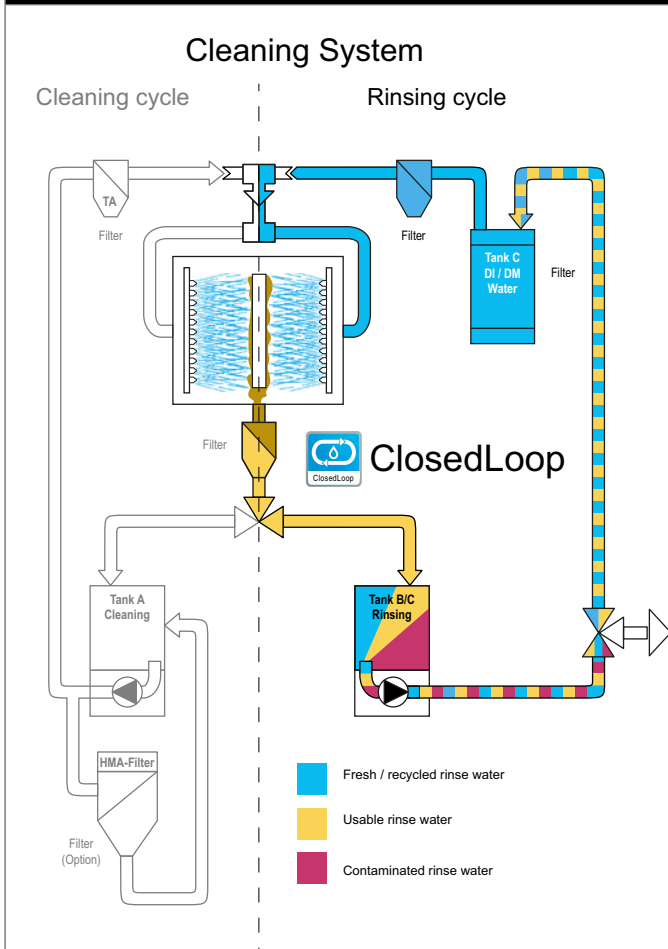 Cleaning System
Cleaning cycle
Rinsing cycle
TA
Filter
Filter
Tank C
DI / DM
Water
Filter
Filter
ClosedLoop
ClosedLoop
Tank A
Cleaning
Tank B/C
Rinsing
HMA-Filter
Filter
(Option)
Fresh / recycled rinse water
Usable rinse water
Contaminated rinse water